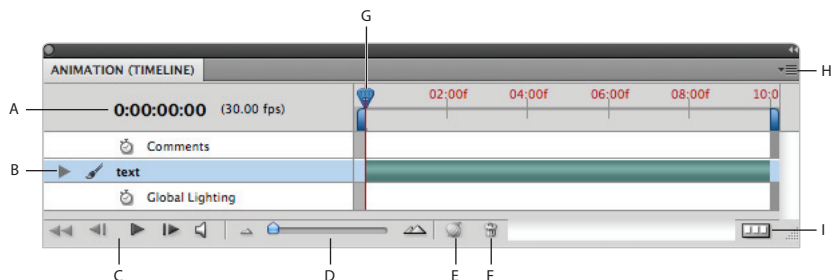 G
ANIMATION (TIMELINE)
H
A
0:00:00:00 (30.00 fps)
02:00f 04:00f 06:00f 08:00f 10:0
Comments
B
text
Global Lighting
I
C D E F